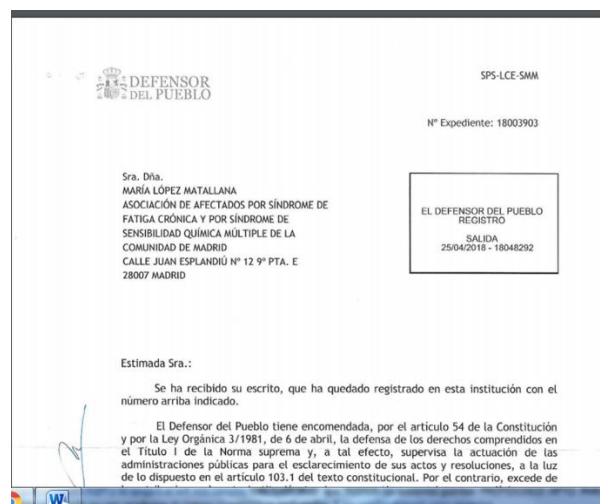 DEFENSOR
DEL PUEBLO
SPS-LCE-SMM
Nº Expediente: 18003903
Sra. Dña.
MARÍA LÓPEZ MATALLANA
ASOCIACIÓN DE AFECTADOS POR SÍNDROME DE
FATIGA CRÓNICA Y POR SÍNDROME DE
SENSIBILIDAD QUÍMICA MÚLTIPLE DE LA
COMUNIDAD DE MADRID
CALLE JUAN ESPLANDIÚ Nº 12 9º PTA. E
28007 MADRID
EL DEFENSOR DEL PUEBLO
REGISTRO
SALIDA
25/04/2018 - 18048292
Estimada Sra.:
Se ha recibido su escrito, que ha quedado registrado en esta institución con el
número arriba indicado.
El Defensor del Pueblo tiene encomendada, por el artículo 54 de la Constitución
y por la Ley Orgánica 3/1981, de 6 de abril, la defensa de los derechos comprendidos en
el Título I de la Norma suprema y, a tal efecto, supervisa la actuación de las
administraciones públicas para el esclarecimiento de sus actos y resoluciones, a la luz
de lo dispuesto en el artículo 103.1 del texto constitucional. Por el contrario, excede de
W